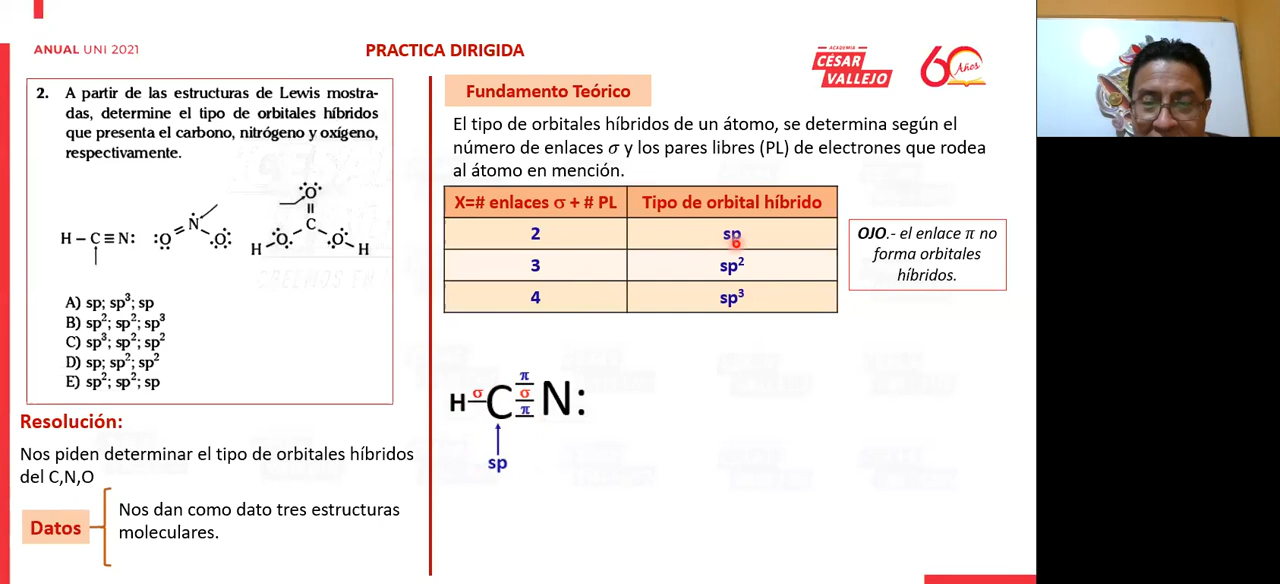 ANUAL UNI 2021
PRACTICA DIRIGIDA
ACADEMIA
CÉSAR
VALLEJO
60 Años
2. A partir de las estructuras de Lewis mostra-
das, determine el tipo de orbitales híbridos
que presenta el carbono, nitrógeno y oxígeno,
respectivamente.
H – C ≡ N:
:O = N O:
:O:
C
H O O H
A) sp; sp³; sp
B) sp²; sp²; sp³
C) sp³; sp²; sp²
D) sp; sp²; sp²
E) sp²; sp²; sp
Resolución:
Nos piden determinar el tipo de orbitales híbridos
del C,N,O
Datos
Nos dan como dato tres estructuras
moleculares.
Fundamento Teórico
El tipo de orbitales híbridos de un átomo, se determina según el
número de enlaces σ y los pares libres (PL) de electrones que rodea
al átomo en mención.
X=# enlaces σ + # PL Tipo de orbital híbrido
2 sp
3 sp²
4 sp³
OJO.- el enlace π no
forma orbitales
híbridos.
π
H σ C σ N:
π
sp